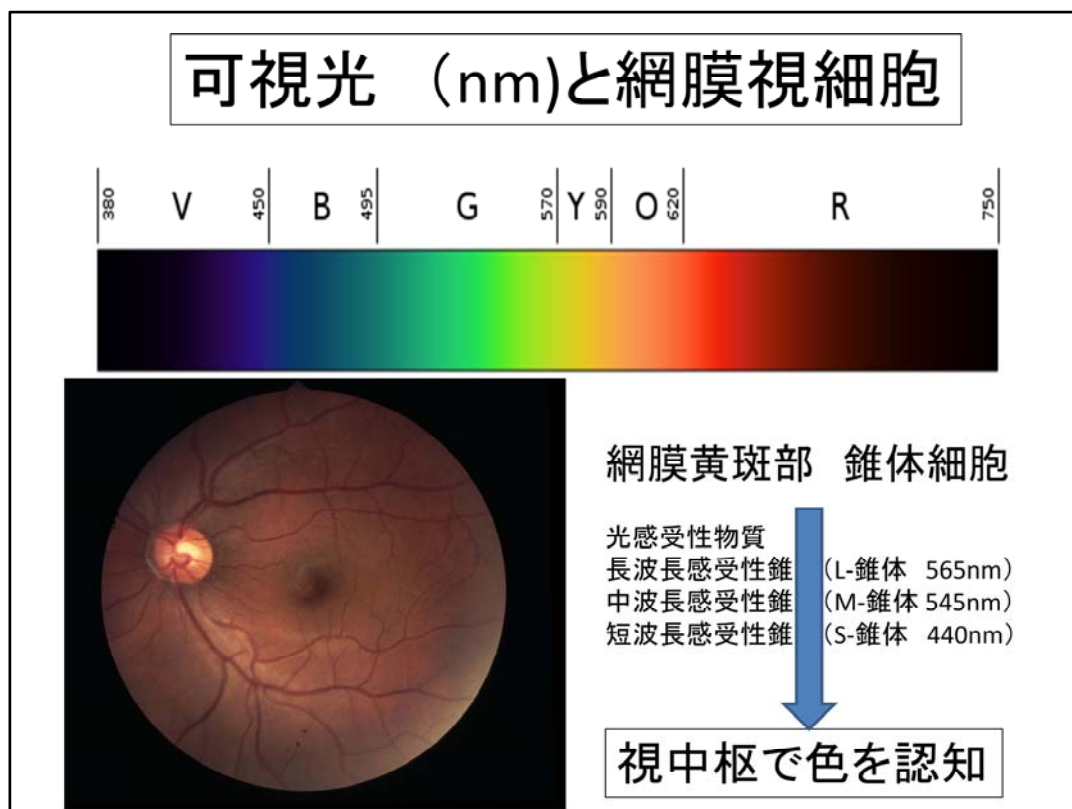 可視光 （nm)と網膜視細胞
380 V 450 B 495 G 570 Y 590 O 620 R 750
網膜黄斑部 錐体細胞
光感受性物質
長波長感受性錐 （L-錐体 565nm）
中波長感受性錐 （M-錐体 545nm）
短波長感受性錐 （S-錐体 440nm）
視中枢で色を認知